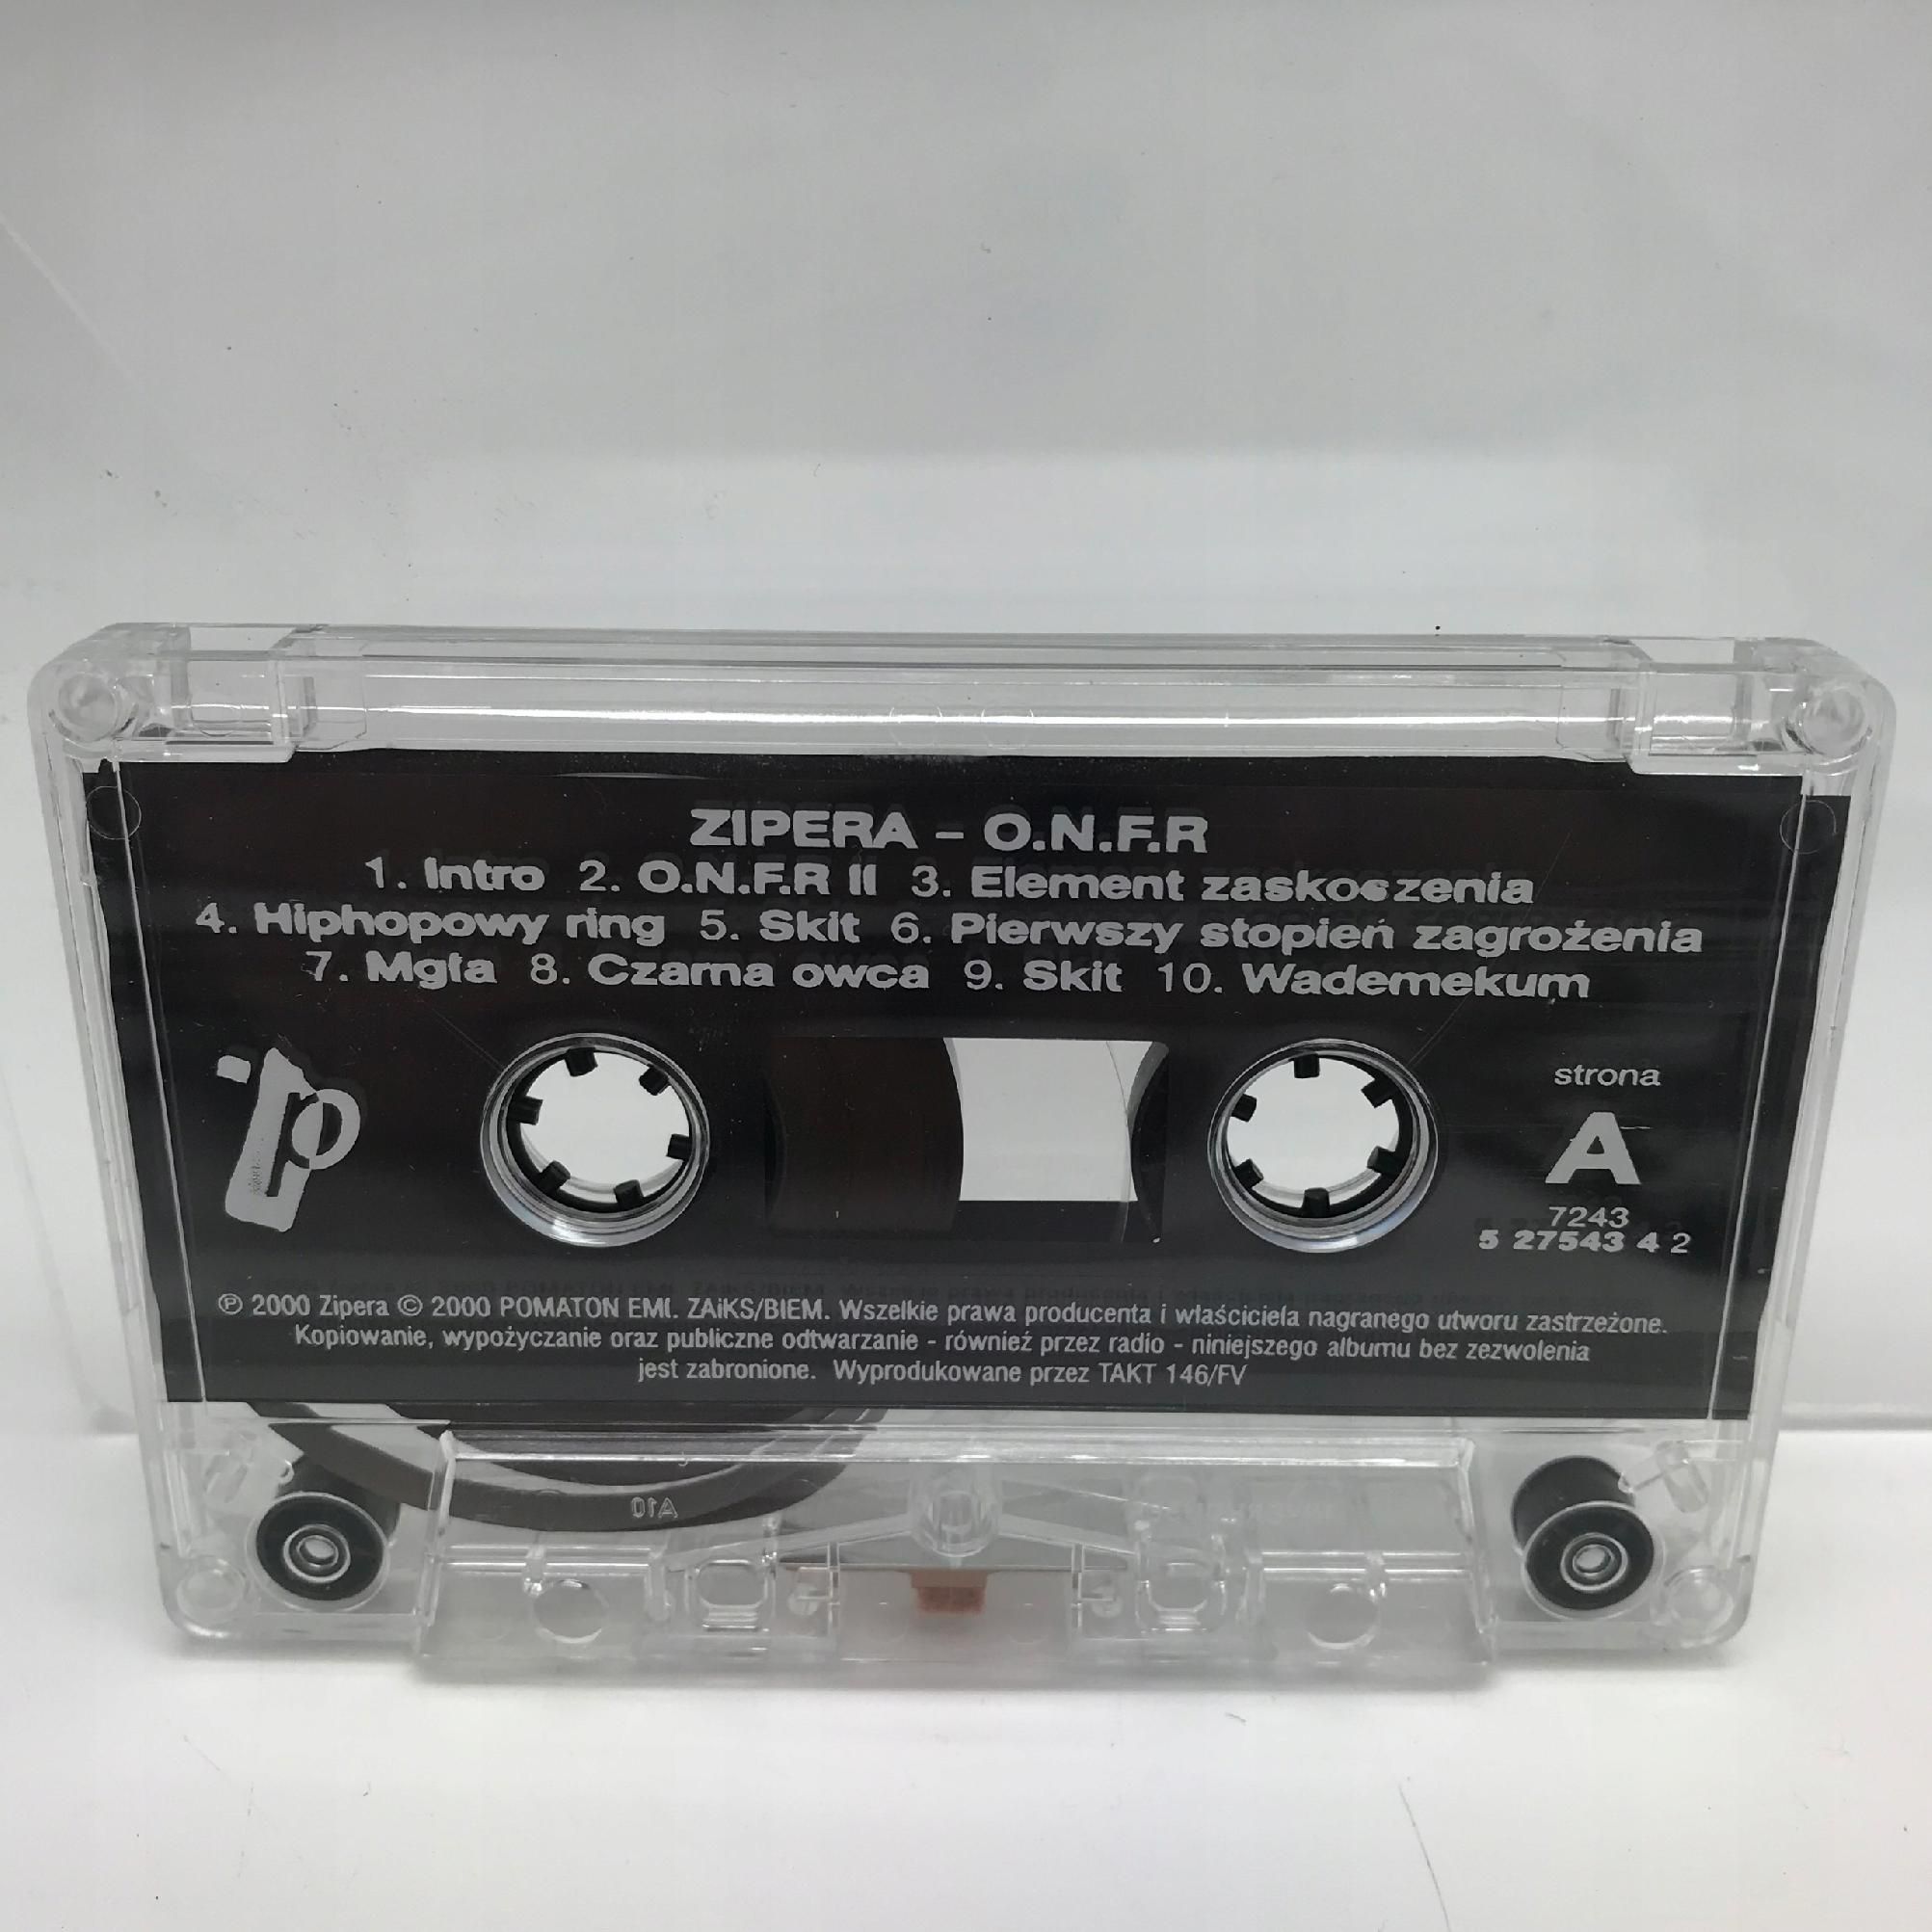 ZIPERA – O.N.F.R
1. Intro 2. O.N.F.R II 3. Element zaskoczenia
4. Hiphopowy ring 5. Skit 6. Pierwszy stopień zagrożenia
7. Mgła 8. Czarna owca 9. Skit 10. Wademekum
p
strona
A
7243
5 27543 4 2
℗ 2000 Zipera © 2000 POMATON EMI. ZAiKS/BIEM. Wszelkie prawa producenta i właściciela nagranego utworu zastrzeżone.
Kopiowanie, wypożyczanie oraz publiczne odtwarzanie - również przez radio - niniejszego albumu bez zezwolenia
jest zabronione. Wyprodukowane przez TAKT 146/FV
A10